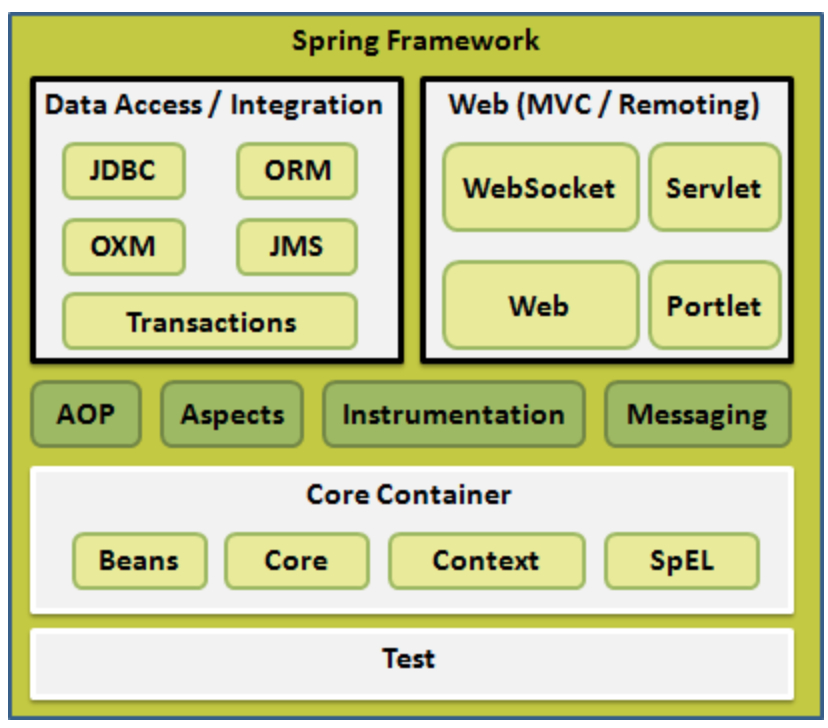 Spring Framework
Data Access / Integration
JDBC
ORM
OXM
JMS
Transactions
Web (MVC / Remoting)
WebSocket
Servlet
Web
Portlet
AOP
Aspects
Instrumentation
Messaging
Core Container
Beans
Core
Context
SpEL
Test